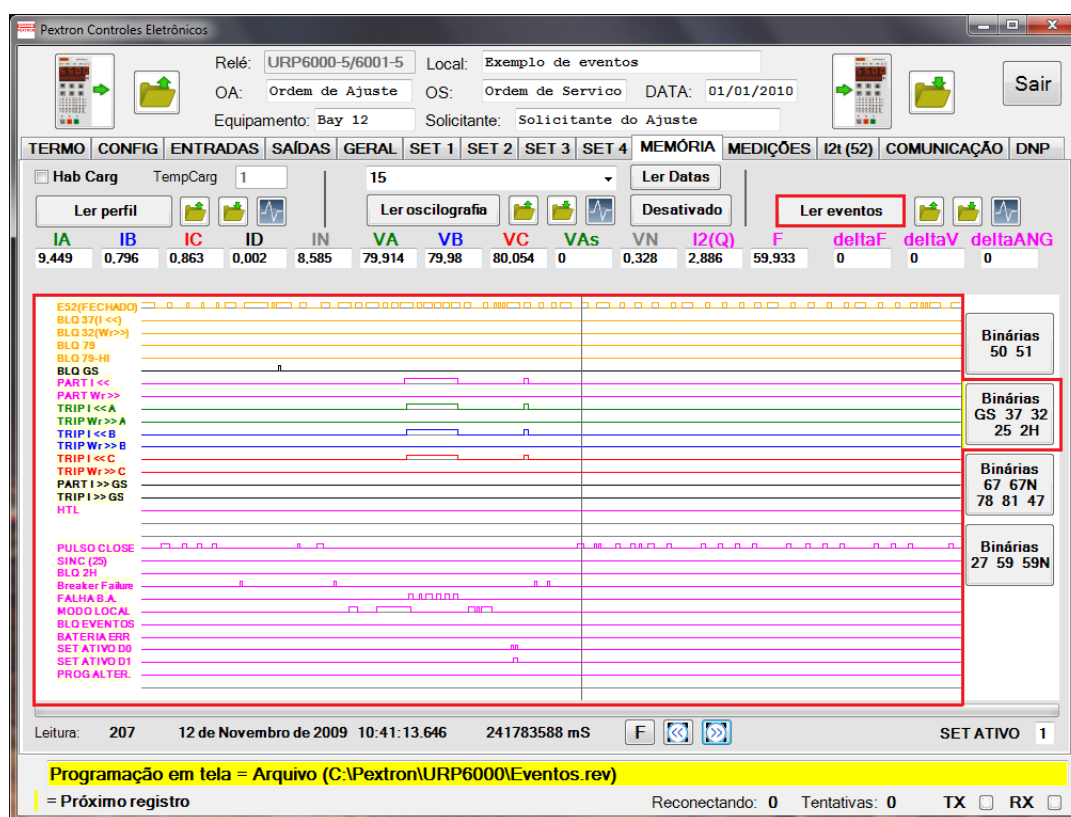 Pextron Controles Eletrônicos
Relé: URP6000-5/6001-5 Local: Exemplo de eventos
OA: Ordem de Ajuste OS: Ordem de Servico DATA: 01/01/2010
Equipamento: Bay 12 Solicitante: Solicitante do Ajuste
Sair
TERMO CONFIG ENTRADAS SAÍDAS GERAL SET 1 SET 2 SET 3 SET 4 MEMÓRIA MEDIÇÕES I2t (52) COMUNICAÇÃO DNP
Hab Carg TempCarg 1 15 Ler Datas
Ler perfil Ler oscilografia Desativado Ler eventos
IA IB IC ID IN VA VB VC VAs VN I2(Q) F deltaF deltaV deltaANG
9,449 0,796 0,863 0,002 8,585 79,914 79,98 80,054 0 0,328 2,886 59,933 0 0 0
E52(FECHADO)
BLQ 37(I <<)
BLQ 32(Wr>>)
BLQ 79
BLQ 79-HI
BLQ GS
PART I <<
PART Wr >>
TRIP I << A
TRIP Wr >> A
TRIP I << B
TRIP Wr >> B
TRIP I << C
TRIP Wr >> C
PART I >> GS
TRIP I >> GS
HTL
PULSO CLOSE
SINC (25)
BLQ 2H
Breaker Failure
FALHA B.A.
MODO LOCAL
BLQ EVENTOS
BATERIA ERR
SET ATIVO D0
SET ATIVO D1
PROG ALTER.
Binárias
50 51
Binárias
GS 37 32
25 2H
Binárias
67 67N
78 81 47
Binárias
27 59 59N
Leitura: 207 12 de Novembro de 2009 10:41:13.646 241783588 mS F SET ATIVO 1
Programação em tela = Arquivo (C:\Pextron\URP6000\Eventos.rev)
= Próximo registro Reconectando: 0 Tentativas: 0 TX RX